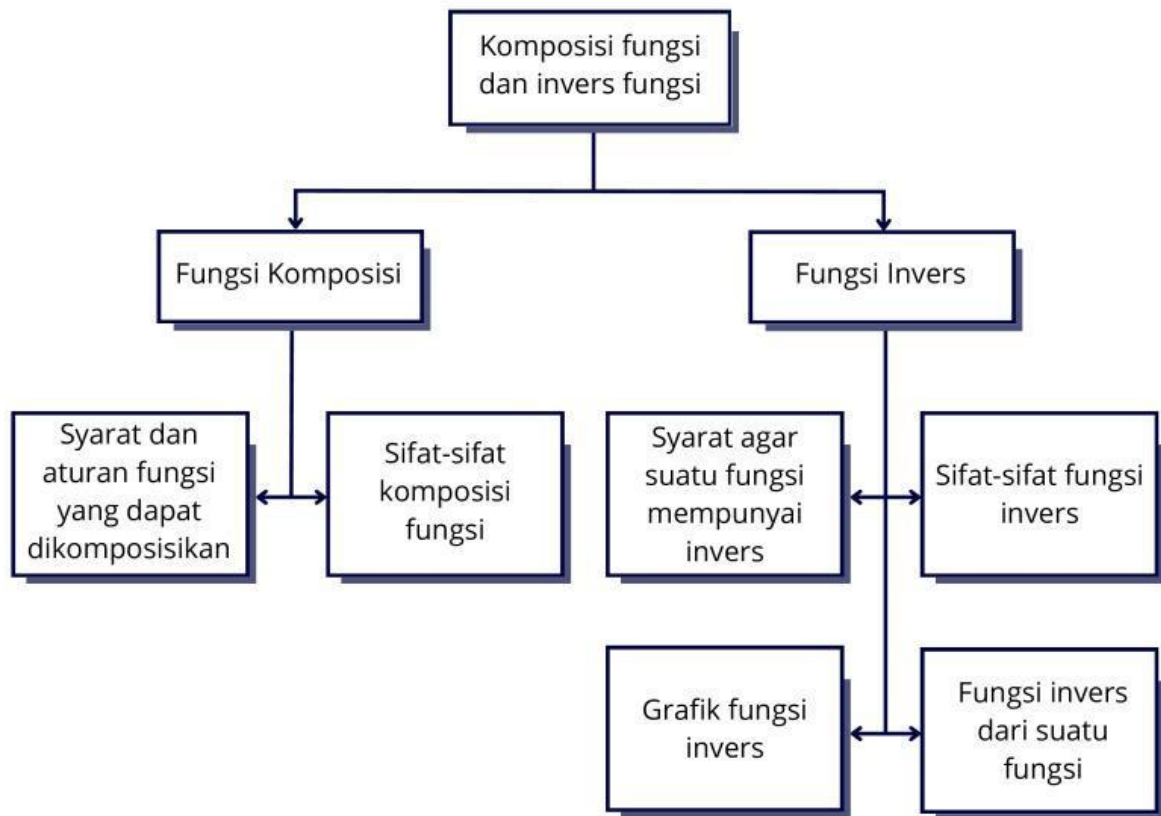 Komposisi fungsi
dan invers fungsi
Fungsi Komposisi
Fungsi Invers
Syarat dan
aturan fungsi
yang dapat
dikomposisikan
Sifat-sifat
komposisi
fungsi
Syarat agar
suatu fungsi
mempunyai
invers
Sifat-sifat fungsi
invers
Grafik fungsi
invers
Fungsi invers
dari suatu
fungsi